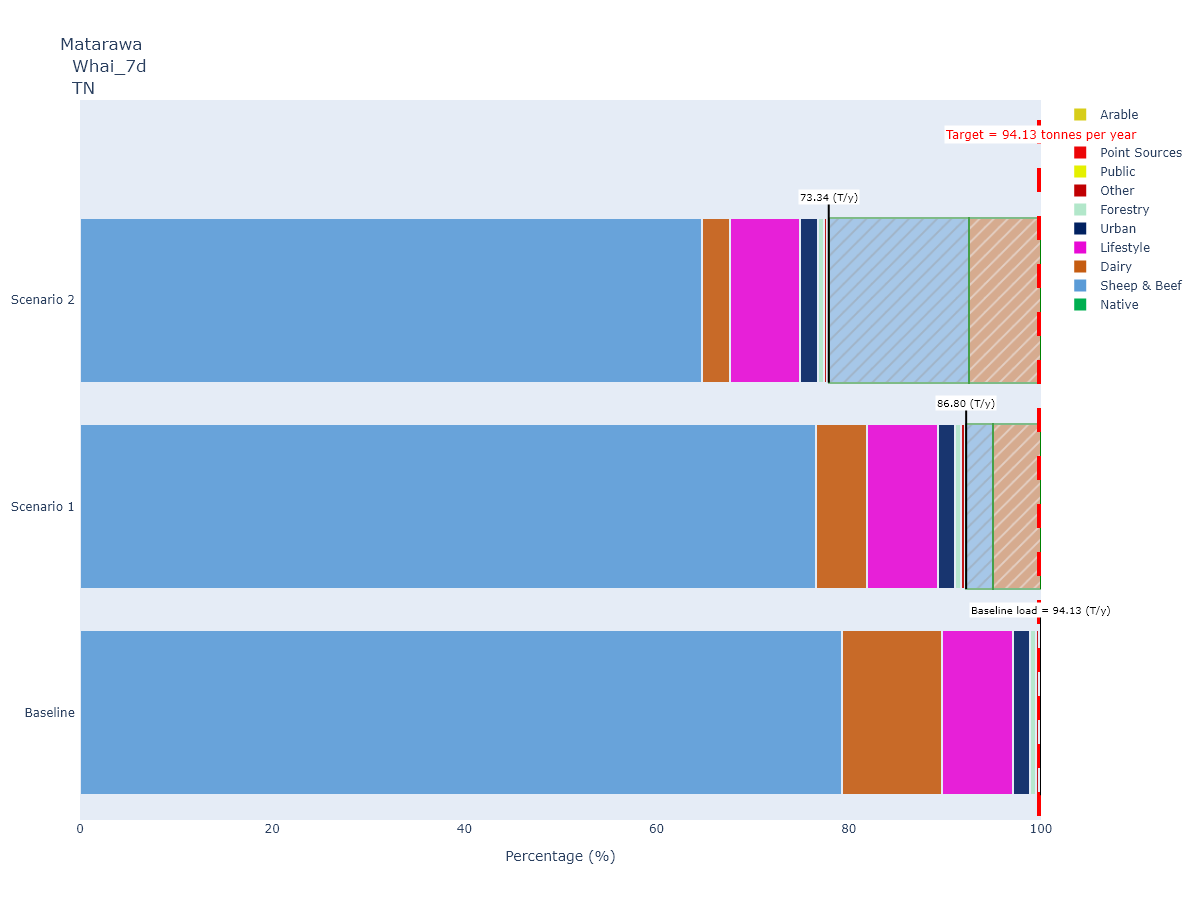 Matarawa
Whai_7d
TN
Arable
Target = 94.13 tonnes per year
Point Sources
Public
Other
Forestry
Urban
Lifestyle
Dairy
Sheep & Beef
Native
73.34 (T/y)
Scenario 2
86.80 (T/y)
Scenario 1
Baseline load = 94.13 (T/y)
Baseline
0 20 40 60 80 100
Percentage (%)